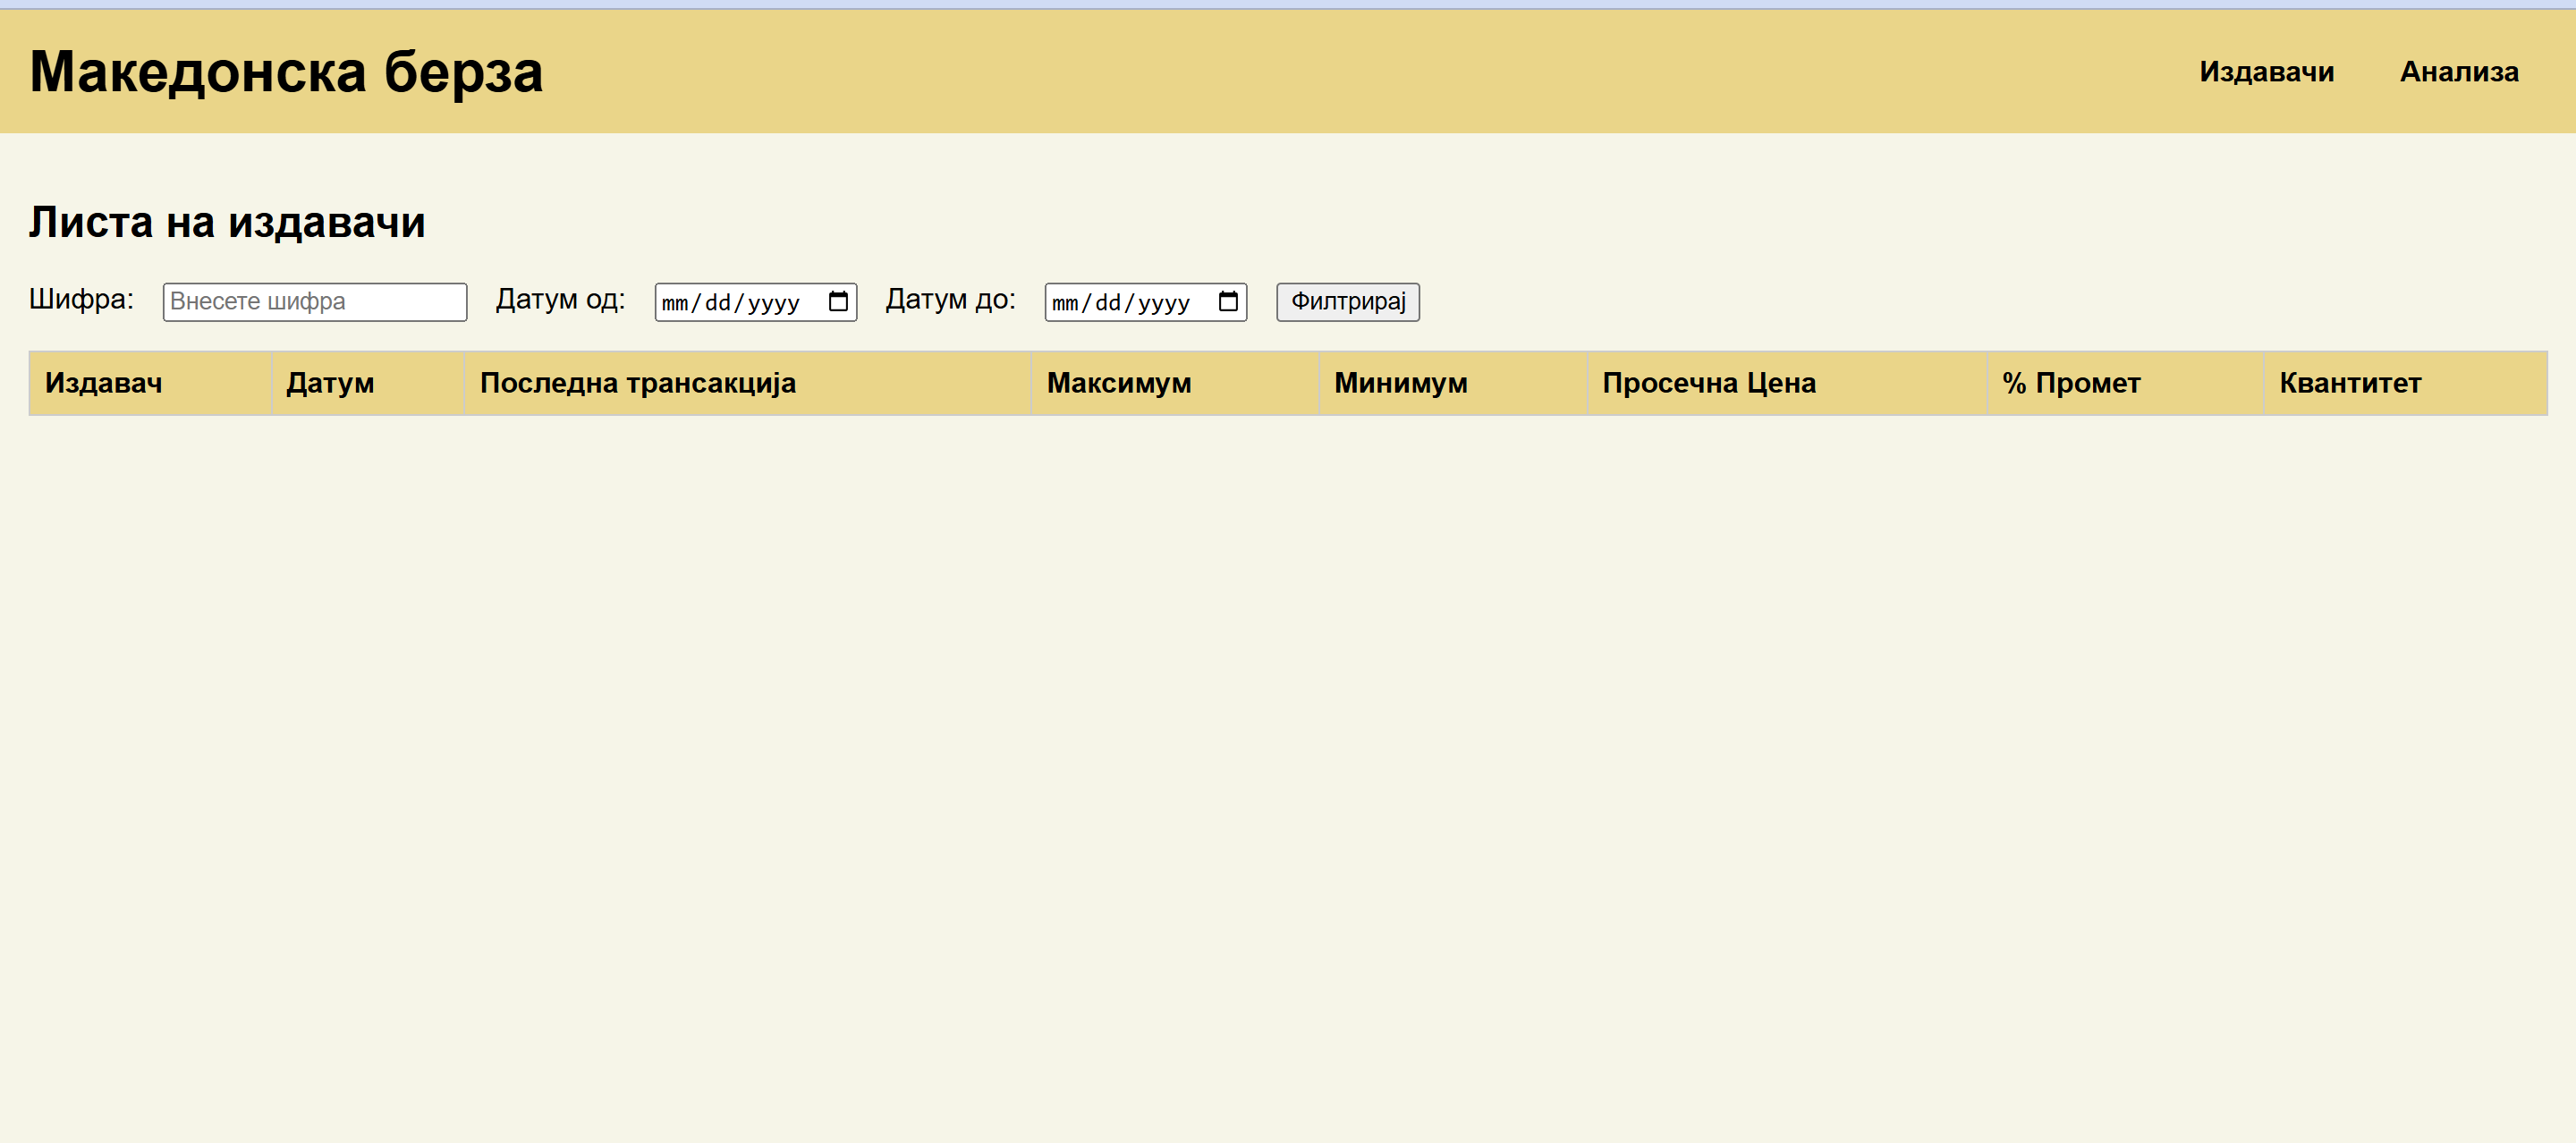 Македонска берза Издавачи Анализа
Листа на издавачи
Шифра: Внесете шифра Датум од: mm/dd/yyyy Датум до: mm/dd/yyyy Филтрирај
Издавач Датум Последна трансакција Максимум Минимум Просечна Цена % Промет Квантитет